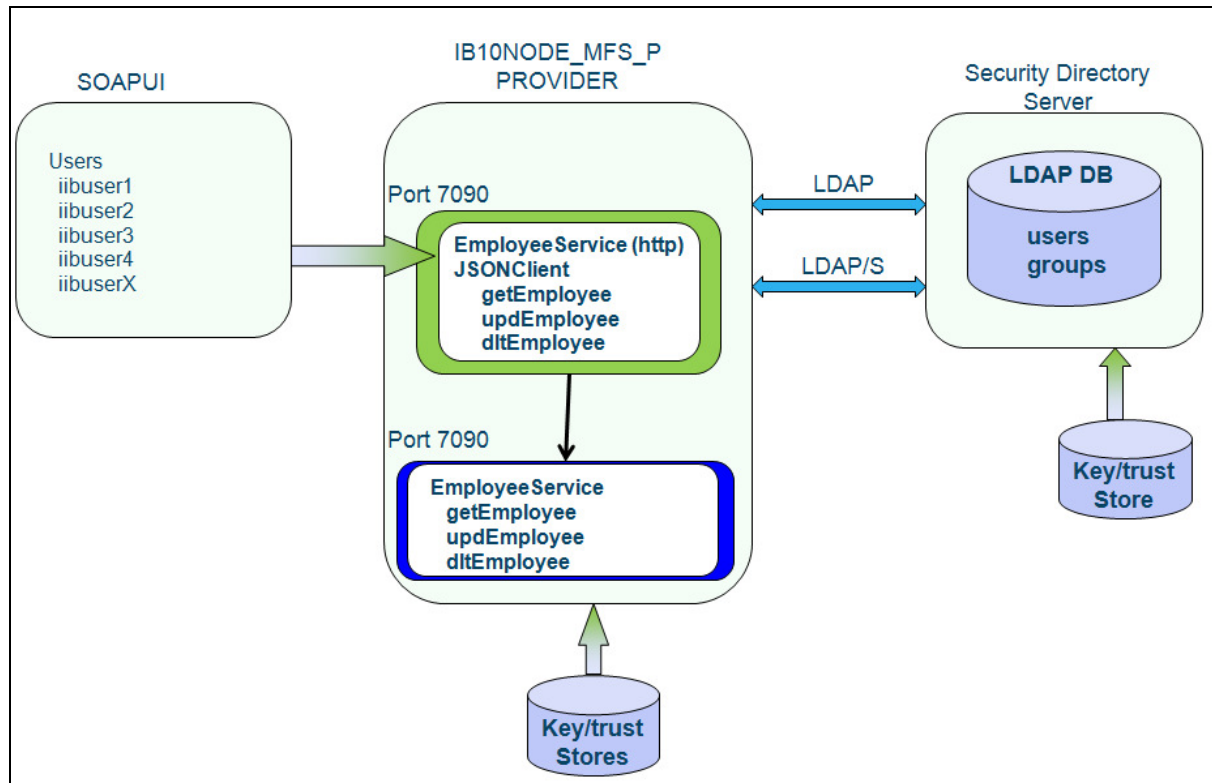 SOAPUI
Users
iibuser1
iibuser2
iibuser3
iibuser4
iibuserX
IB10NODE_MFS_P
PROVIDER
Port 7090
EmployeeService (http)
JSONClient
getEmployee
updEmployee
dltEmployee
Port 7090
EmployeeService
getEmployee
updEmployee
dltEmployee
Key/trust
Stores
LDAP
LDAP/S
Security Directory
Server
LDAP DB
users
groups
Key/trust
Store